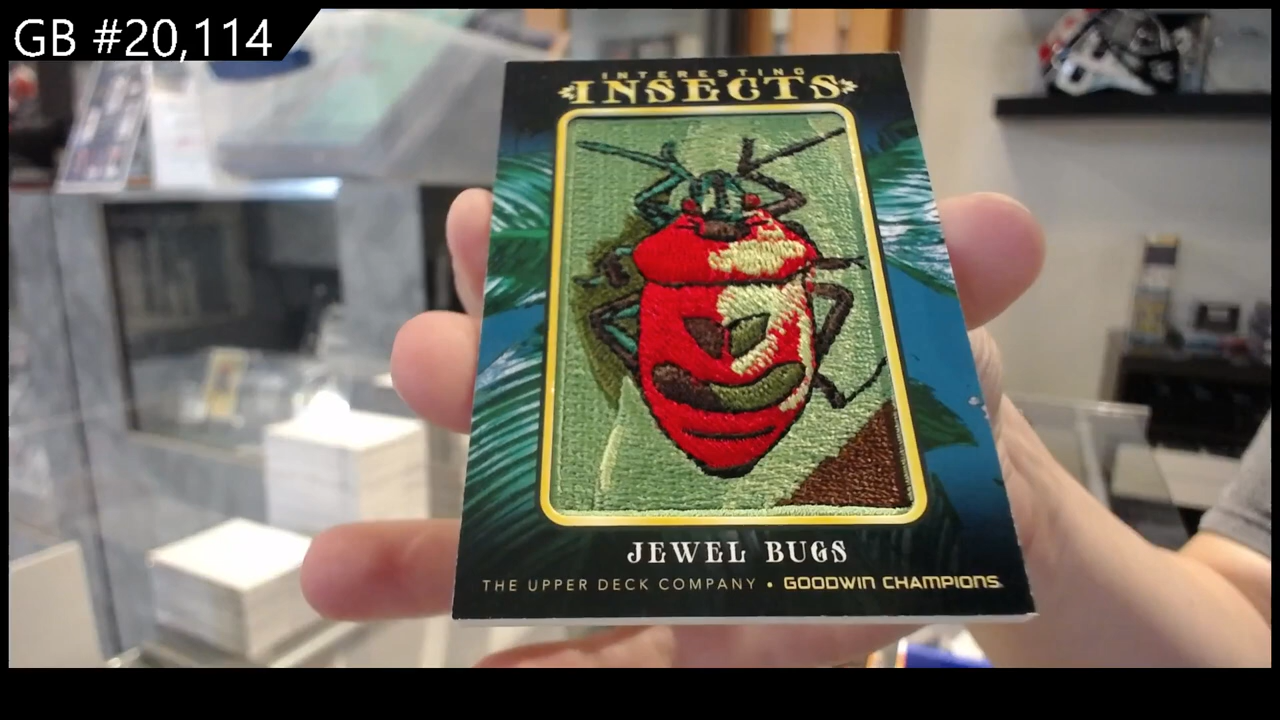 GB #20,114
INTERESTING
INSECTS
JEWEL BUGS
THE UPPER DECK COMPANY • GOODWIN CHAMPIONS